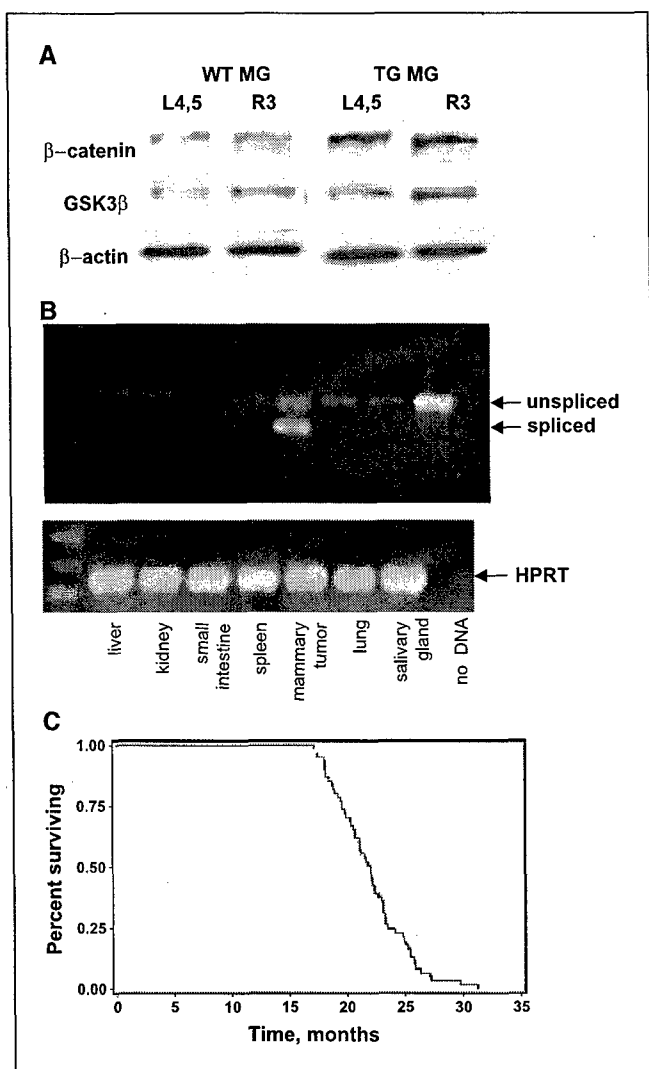 A
WT MG TG MG
L4,5 R3 L4,5 R3
β–catenin
GSK3β
β–actin
B
unspliced
spliced
HPRT
liver
kidney
small
intestine
spleen
mammary
tumor
lung
salivary
gland
no DNA
C
Percent surviving
1.00
0.75
0.50
0.25
0.00
0 5 10 15 20 25 30 35
Time, months